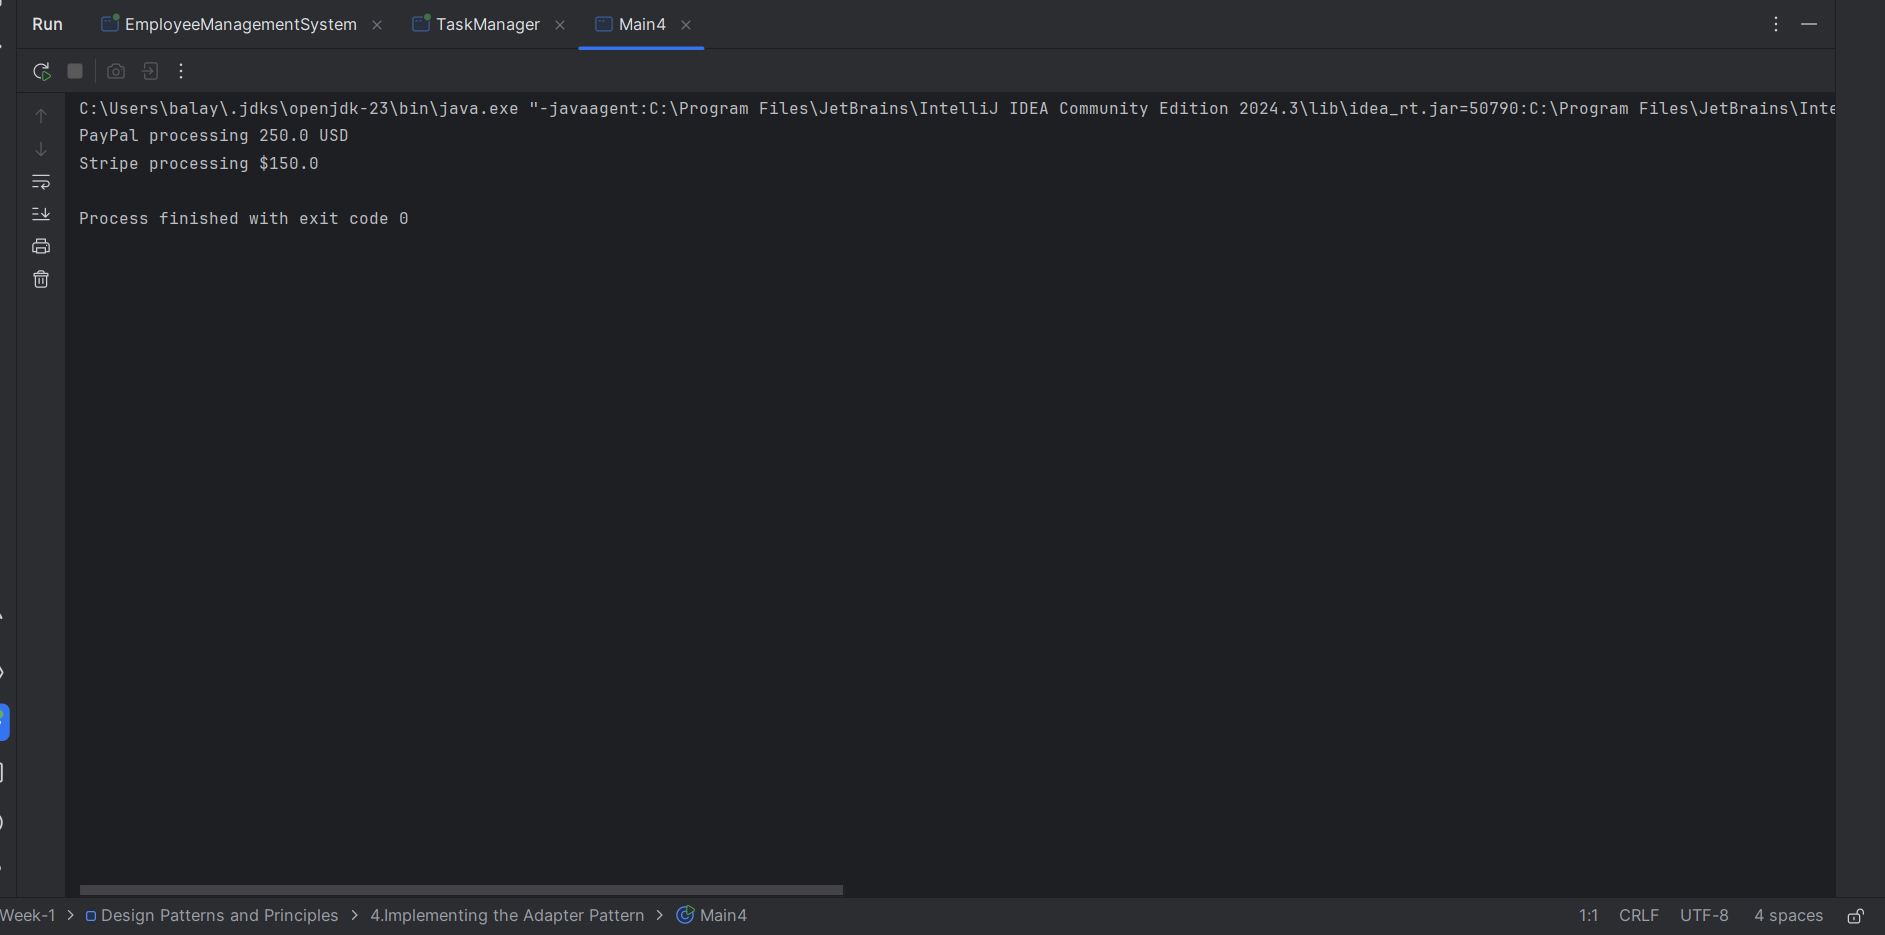 Run EmployeeManagementSystem TaskManager Main4
C:\Users\balay\.jdks\openjdk-23\bin\java.exe "-javaagent:C:\Program Files\JetBrains\IntelliJ IDEA Community Edition 2024.3\lib\idea_rt.jar=50790:C:\Program Files\JetBrains\Inte
PayPal processing 250.0 USD
Stripe processing $150.0
Process finished with exit code 0
Week-1 > Design Patterns and Principles > 4.Implementing the Adapter Pattern > Main4 1:1 CRLF UTF-8 4 spaces